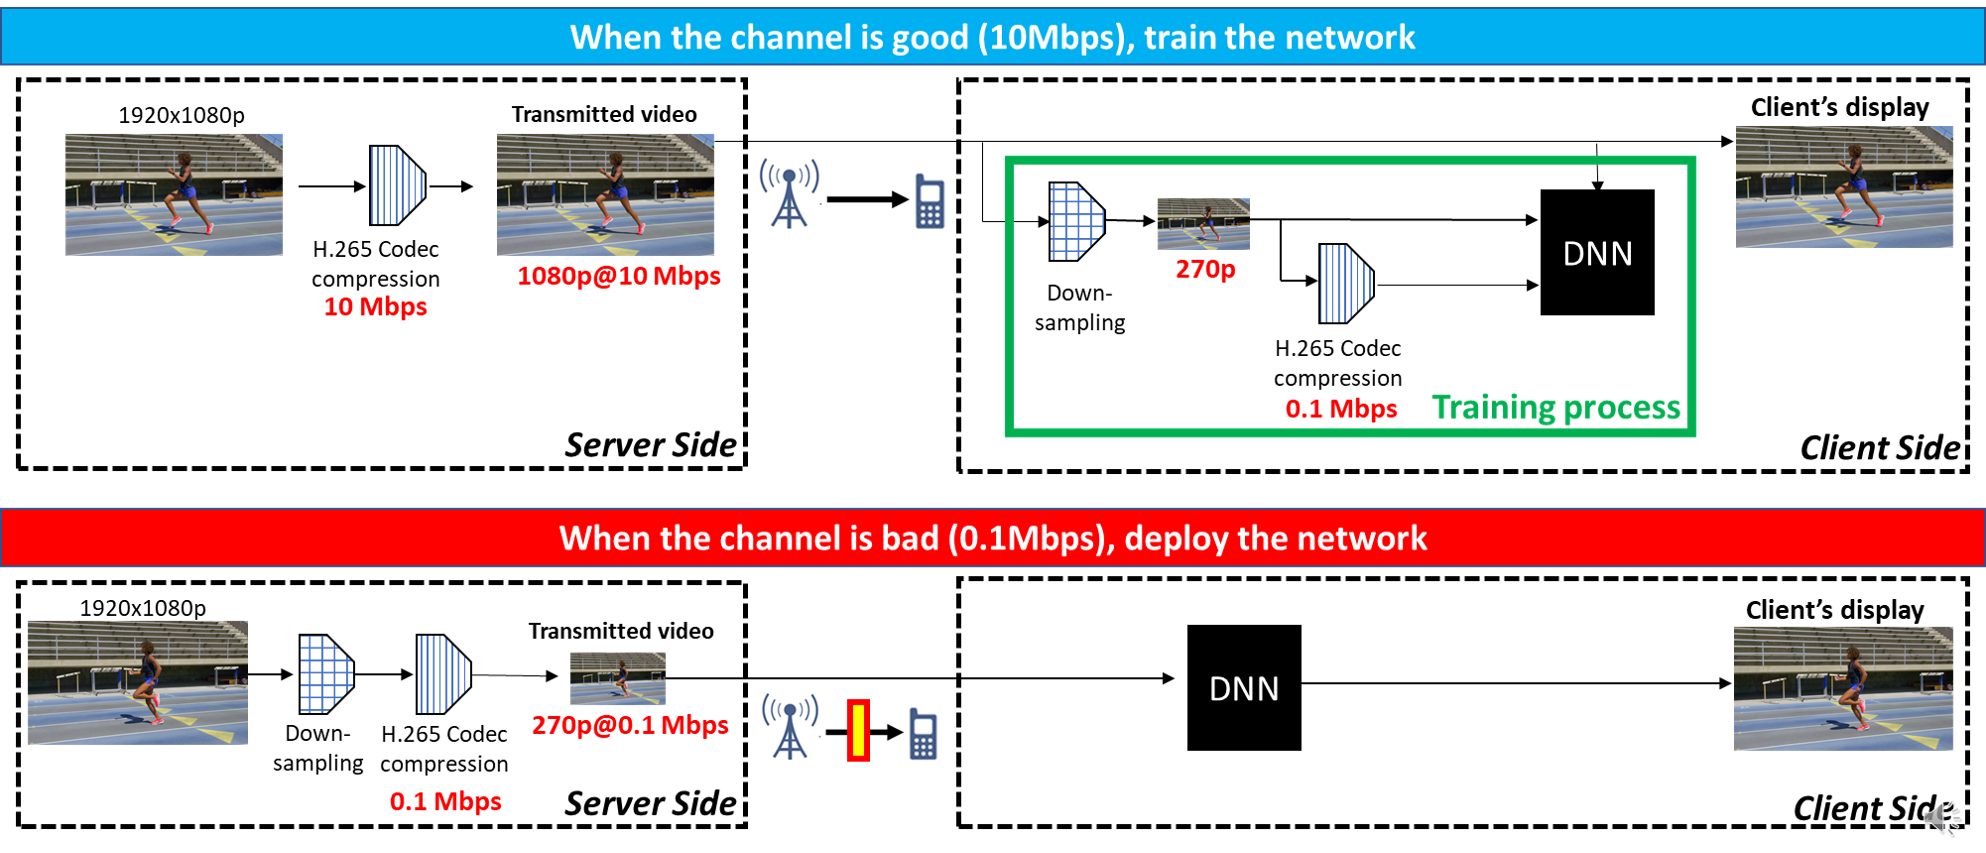 When the channel is good (10Mbps), train the network
1920x1080p
H.265 Codec
compression
10 Mbps
Transmitted video
1080p@10 Mbps
Server Side
Down-
sampling
270p
H.265 Codec
compression
0.1 Mbps
DNN
Training process
Client's display
Client Side
When the channel is bad (0.1Mbps), deploy the network
1920x1080p
Down-
sampling
H.265 Codec
compression
0.1 Mbps
Transmitted video
270p@0.1 Mbps
Server Side
DNN
Client's display
Client Side